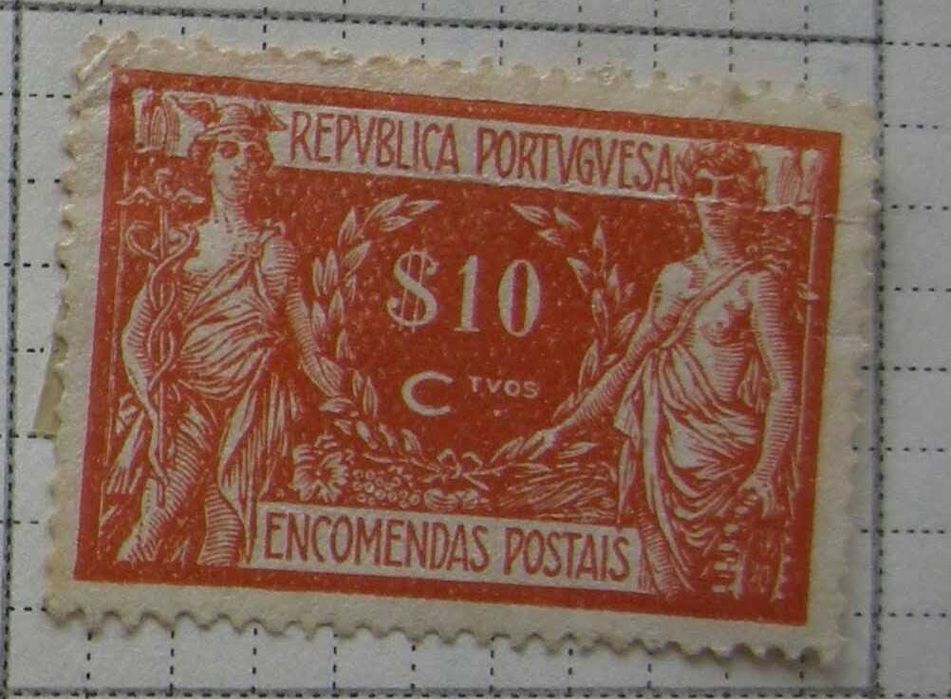 REPVBLICA PORTVGVESA
$10
CTVOS
ENCOMENDAS POSTAIS